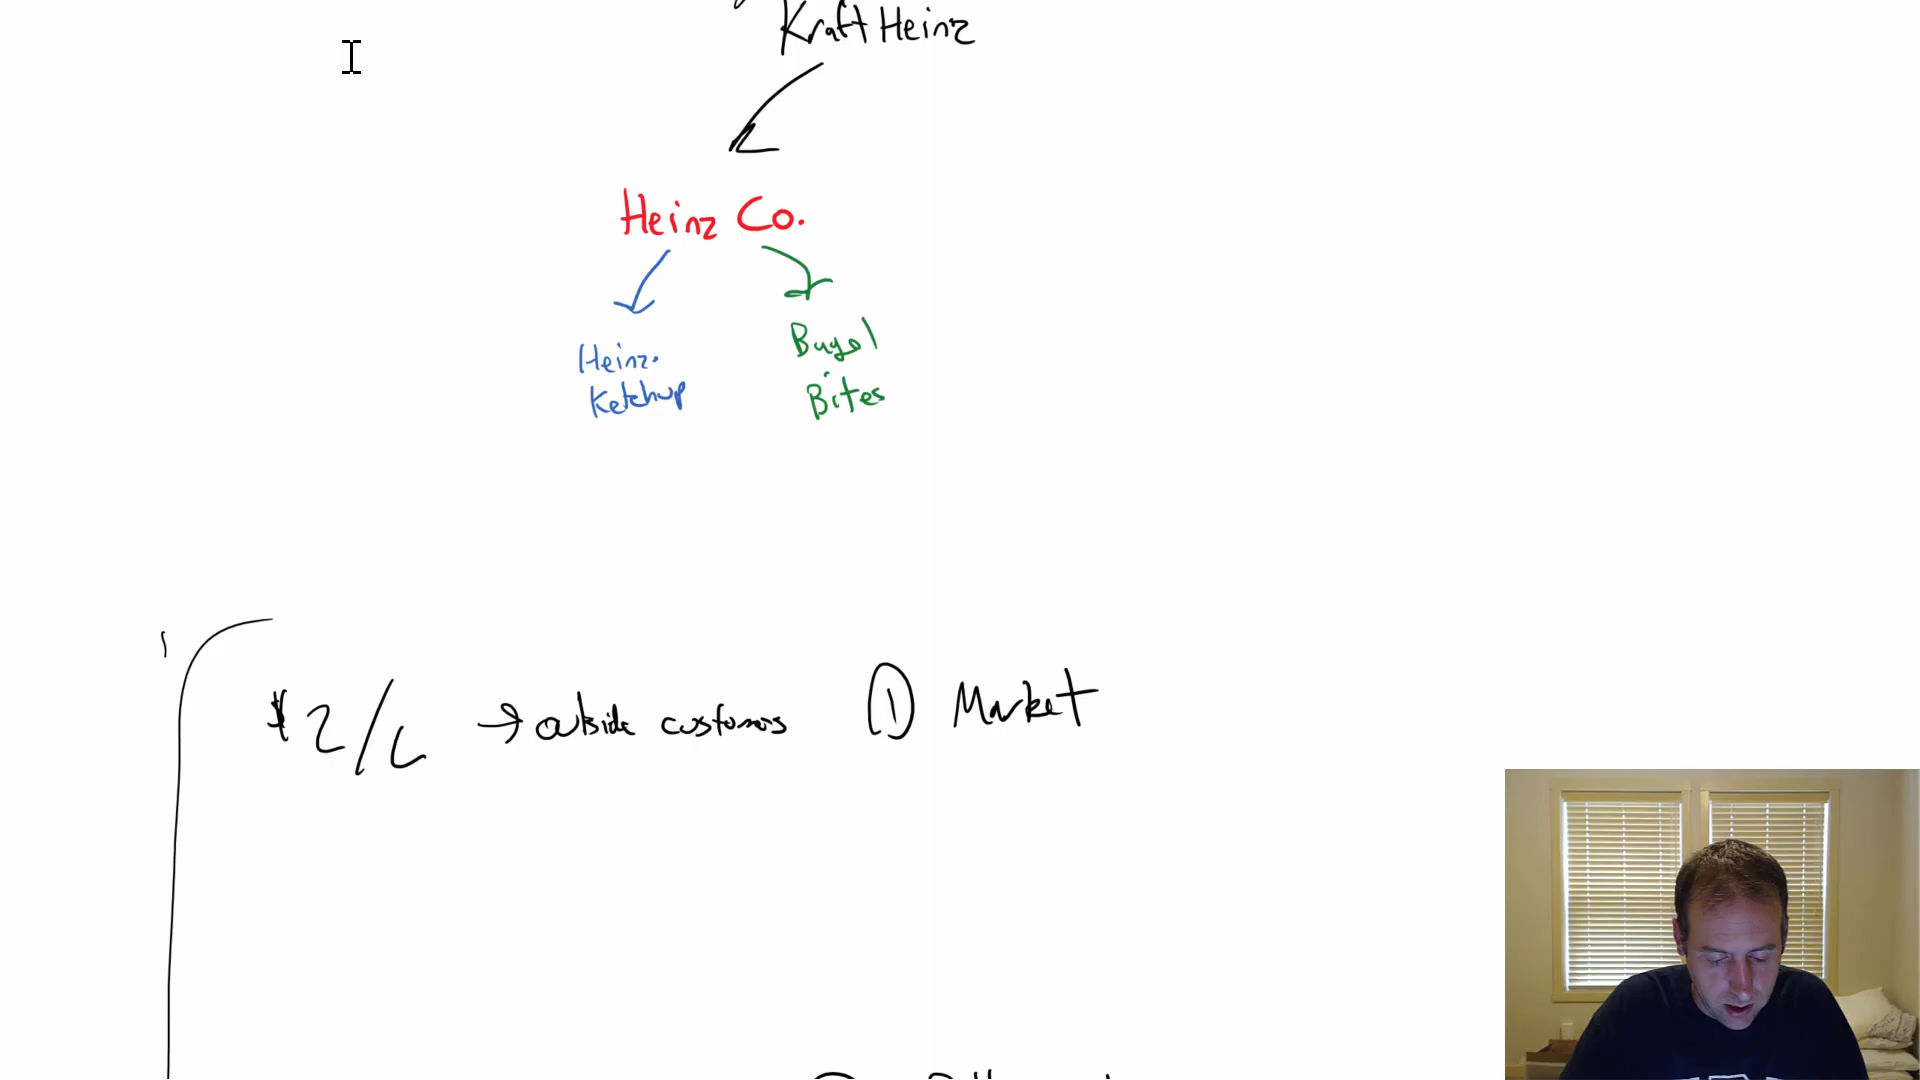 Kraft Heinz
Heinz Co.
Heinz.
Ketchup
Bagel
Bites
$2/L → outside customers ① Market